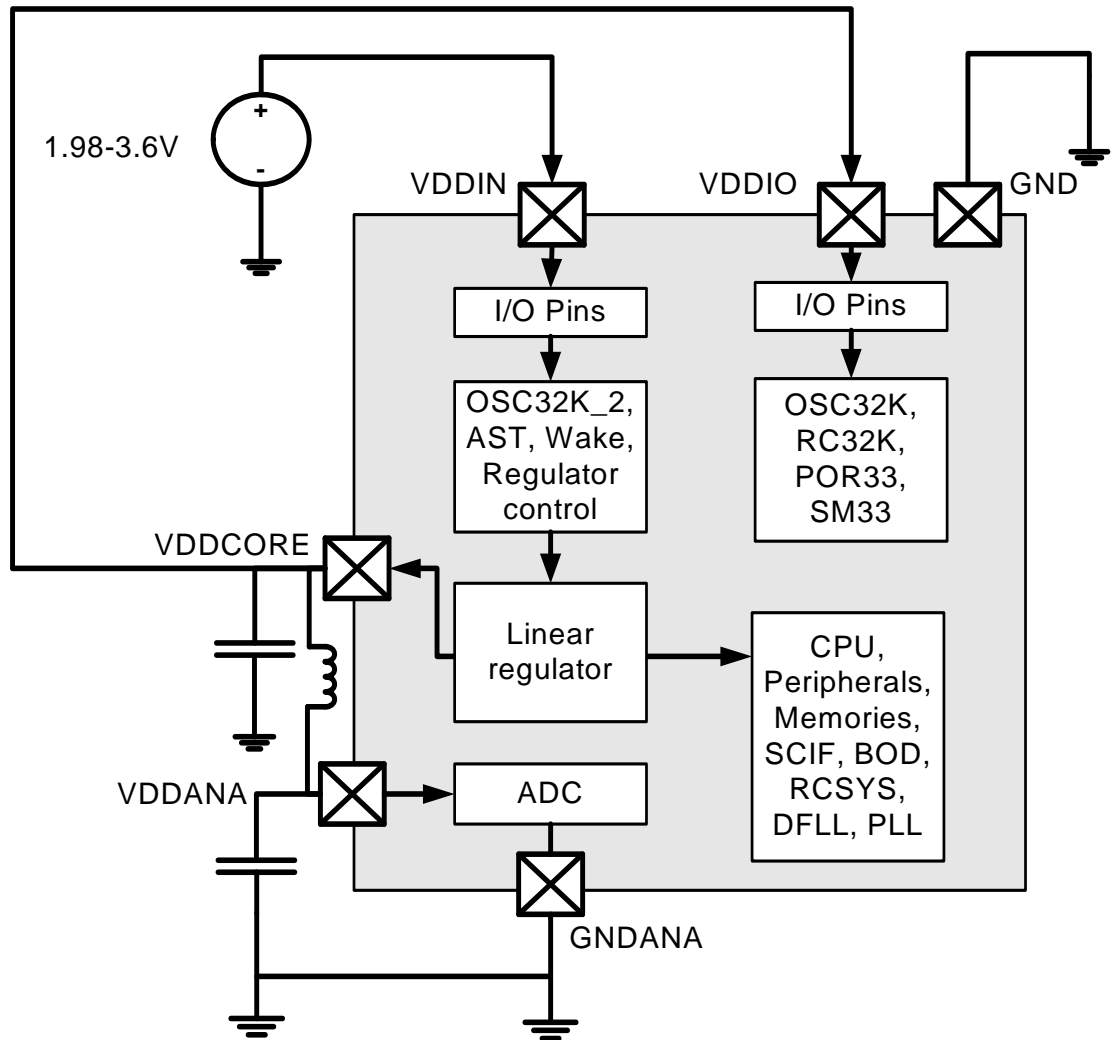 +
1.98-3.6V
-
VDDIN
VDDIO
GND
I/O Pins
I/O Pins
OSC32K_2,
AST, Wake,
Regulator
control
OSC32K,
RC32K,
POR33,
SM33
VDDCORE
Linear
regulator
CPU,
Peripherals,
Memories,
SCIF, BOD,
RCSYS,
DFLL, PLL
VDDANA
ADC
GNDANA